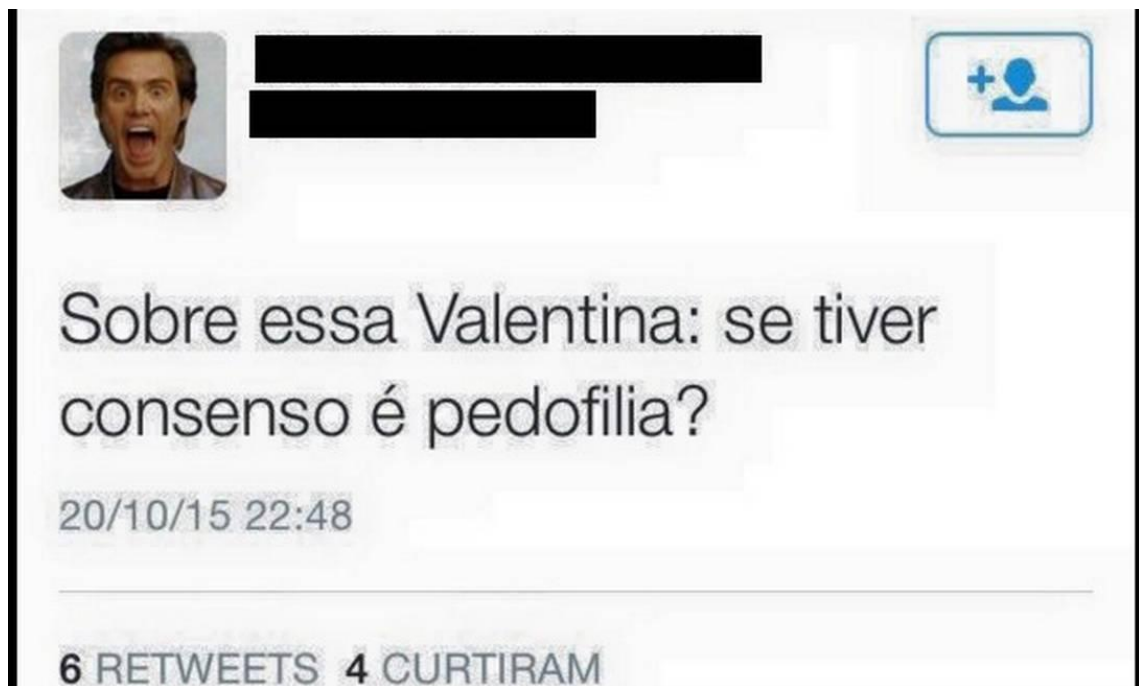 Sobre essa Valentina: se tiver
consenso é pedofilia?
20/10/15 22:48
6 RETWEETS 4 CURTIRAM